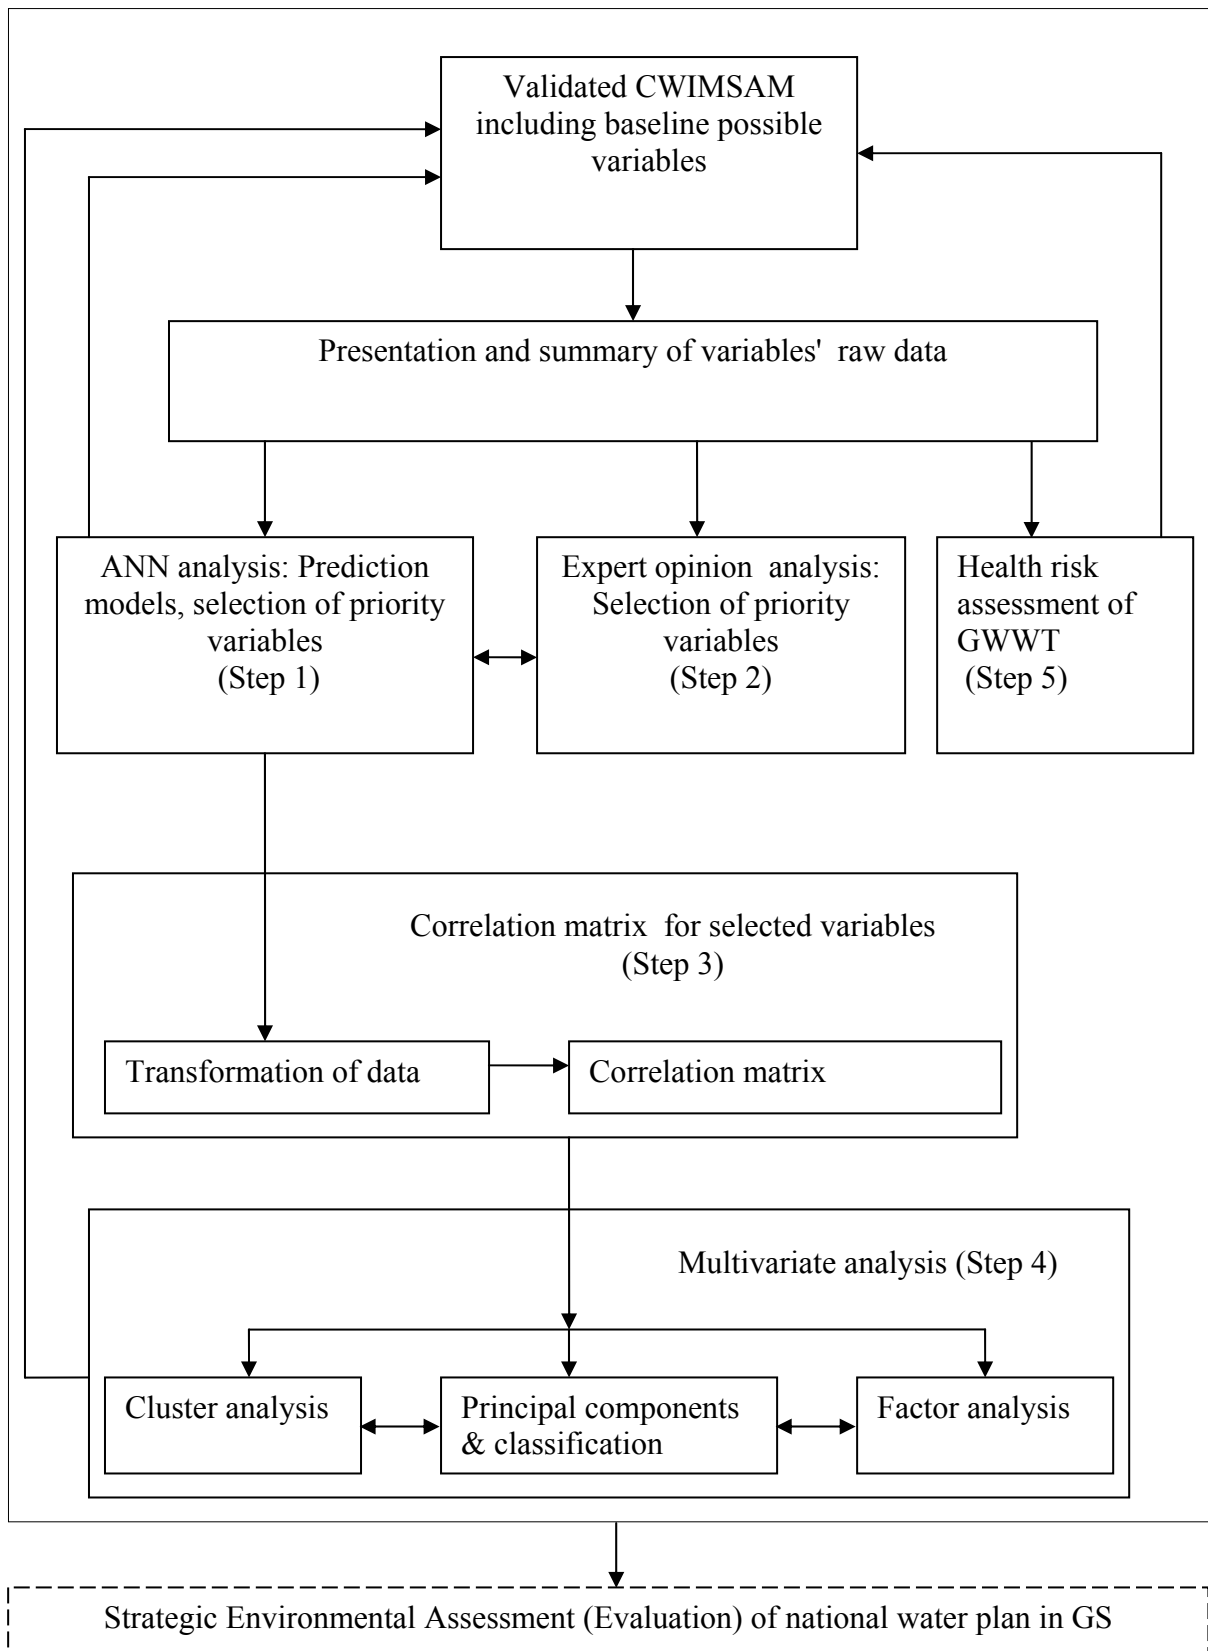 Validated CWIMSAM
including baseline possible
variables
Presentation and summary of variables'  raw data
ANN analysis: Prediction
models, selection of priority
variables
(Step 1)
Expert opinion  analysis:
Selection of priority
variables
(Step 2)
Health risk
assessment of
GWWT
(Step 5)
Correlation matrix  for selected variables
(Step 3)
Transformation of data
Correlation matrix
Multivariate analysis (Step 4)
Cluster analysis
Principal components
& classification
Factor analysis
Strategic Environmental Assessment (Evaluation) of national water plan in GS